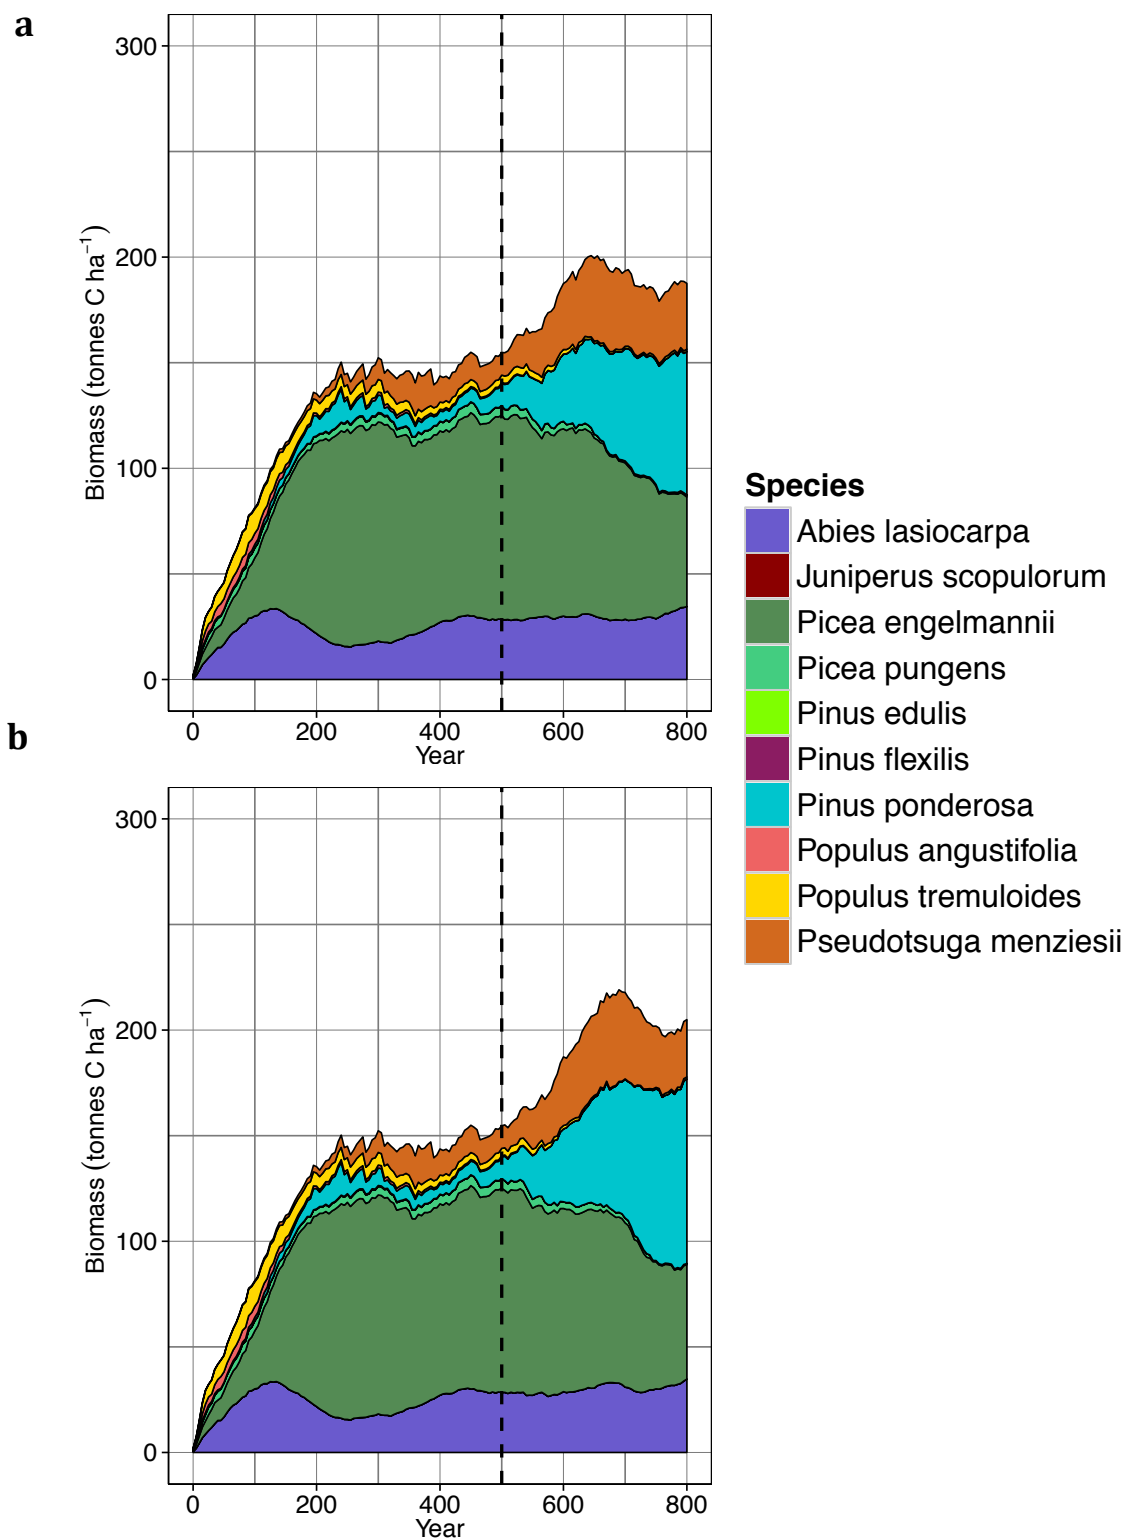 a
300
200
100
0
Biomass (tonnes C ha⁻¹)
0 200 400 600 800
Year
Species
Abies lasiocarpa
Juniperus scopulorum
Picea engelmannii
Picea pungens
Pinus edulis
Pinus flexilis
Pinus ponderosa
Populus angustifolia
Populus tremuloides
Pseudotsuga menziesii
b
300
200
100
0
Biomass (tonnes C ha⁻¹)
0 200 400 600 800
Year